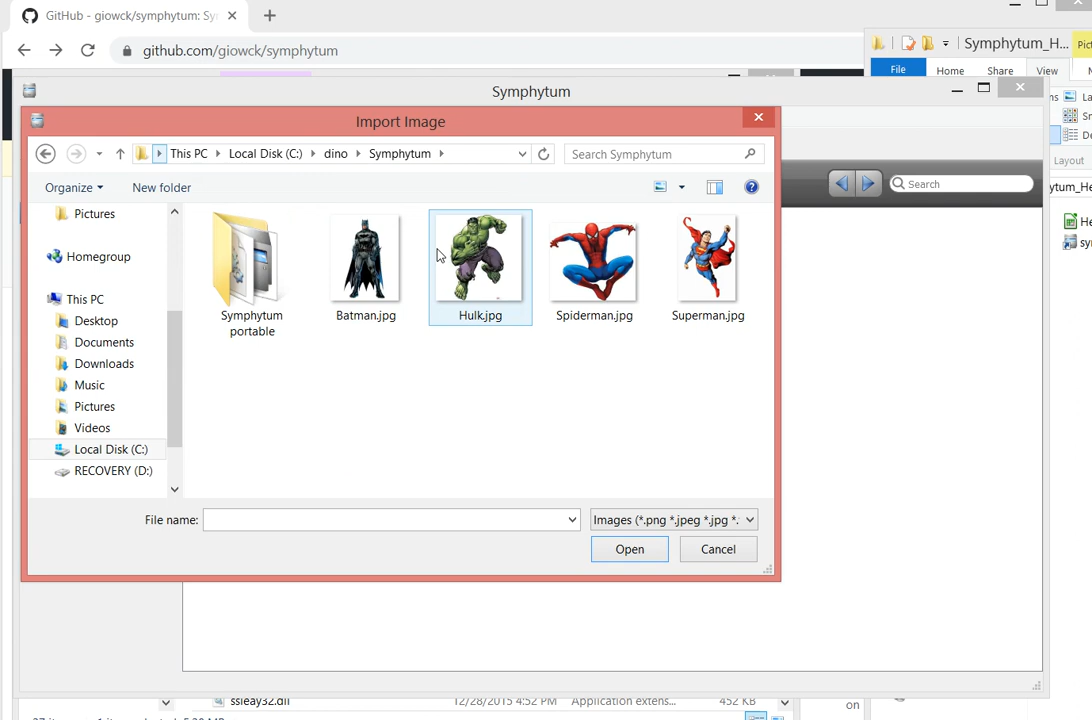 GitHub - giowck/symphytum: Sy
github.com/giowck/symphytum
Symphytum_H...
Pict
File Home Share View
Symphytum
Import Image
This PC Local Disk (C:) dino Symphytum
Search Symphytum
Organize New folder
Search
Layout
Pictures
Homegroup
This PC
Desktop
Documents
Downloads
Music
Pictures
Videos
Local Disk (C:)
RECOVERY (D:)
Symphytum
portable
Batman.jpg
Hulk.jpg
Spiderman.jpg
Superman.jpg
File name:
Images (*.png *.jpeg *.jpg *.
Open Cancel
ssleay32.dll 12/28/2015 4:52 PM Application extens... 452 KB
on